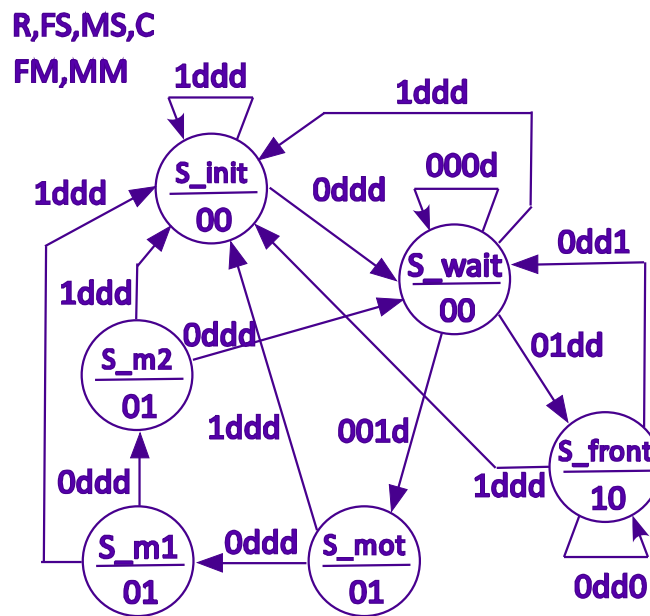 R,FS,MS,C
FM,MM
1ddd
1ddd
000d
S_init
00
0ddd
1ddd
0dd1
S_wait
00
1ddd
0ddd
01dd
S_m2
01
1ddd
001d
S_front
10
0ddd
1ddd
0ddd
S_m1
01
S_mot
01
0dd0